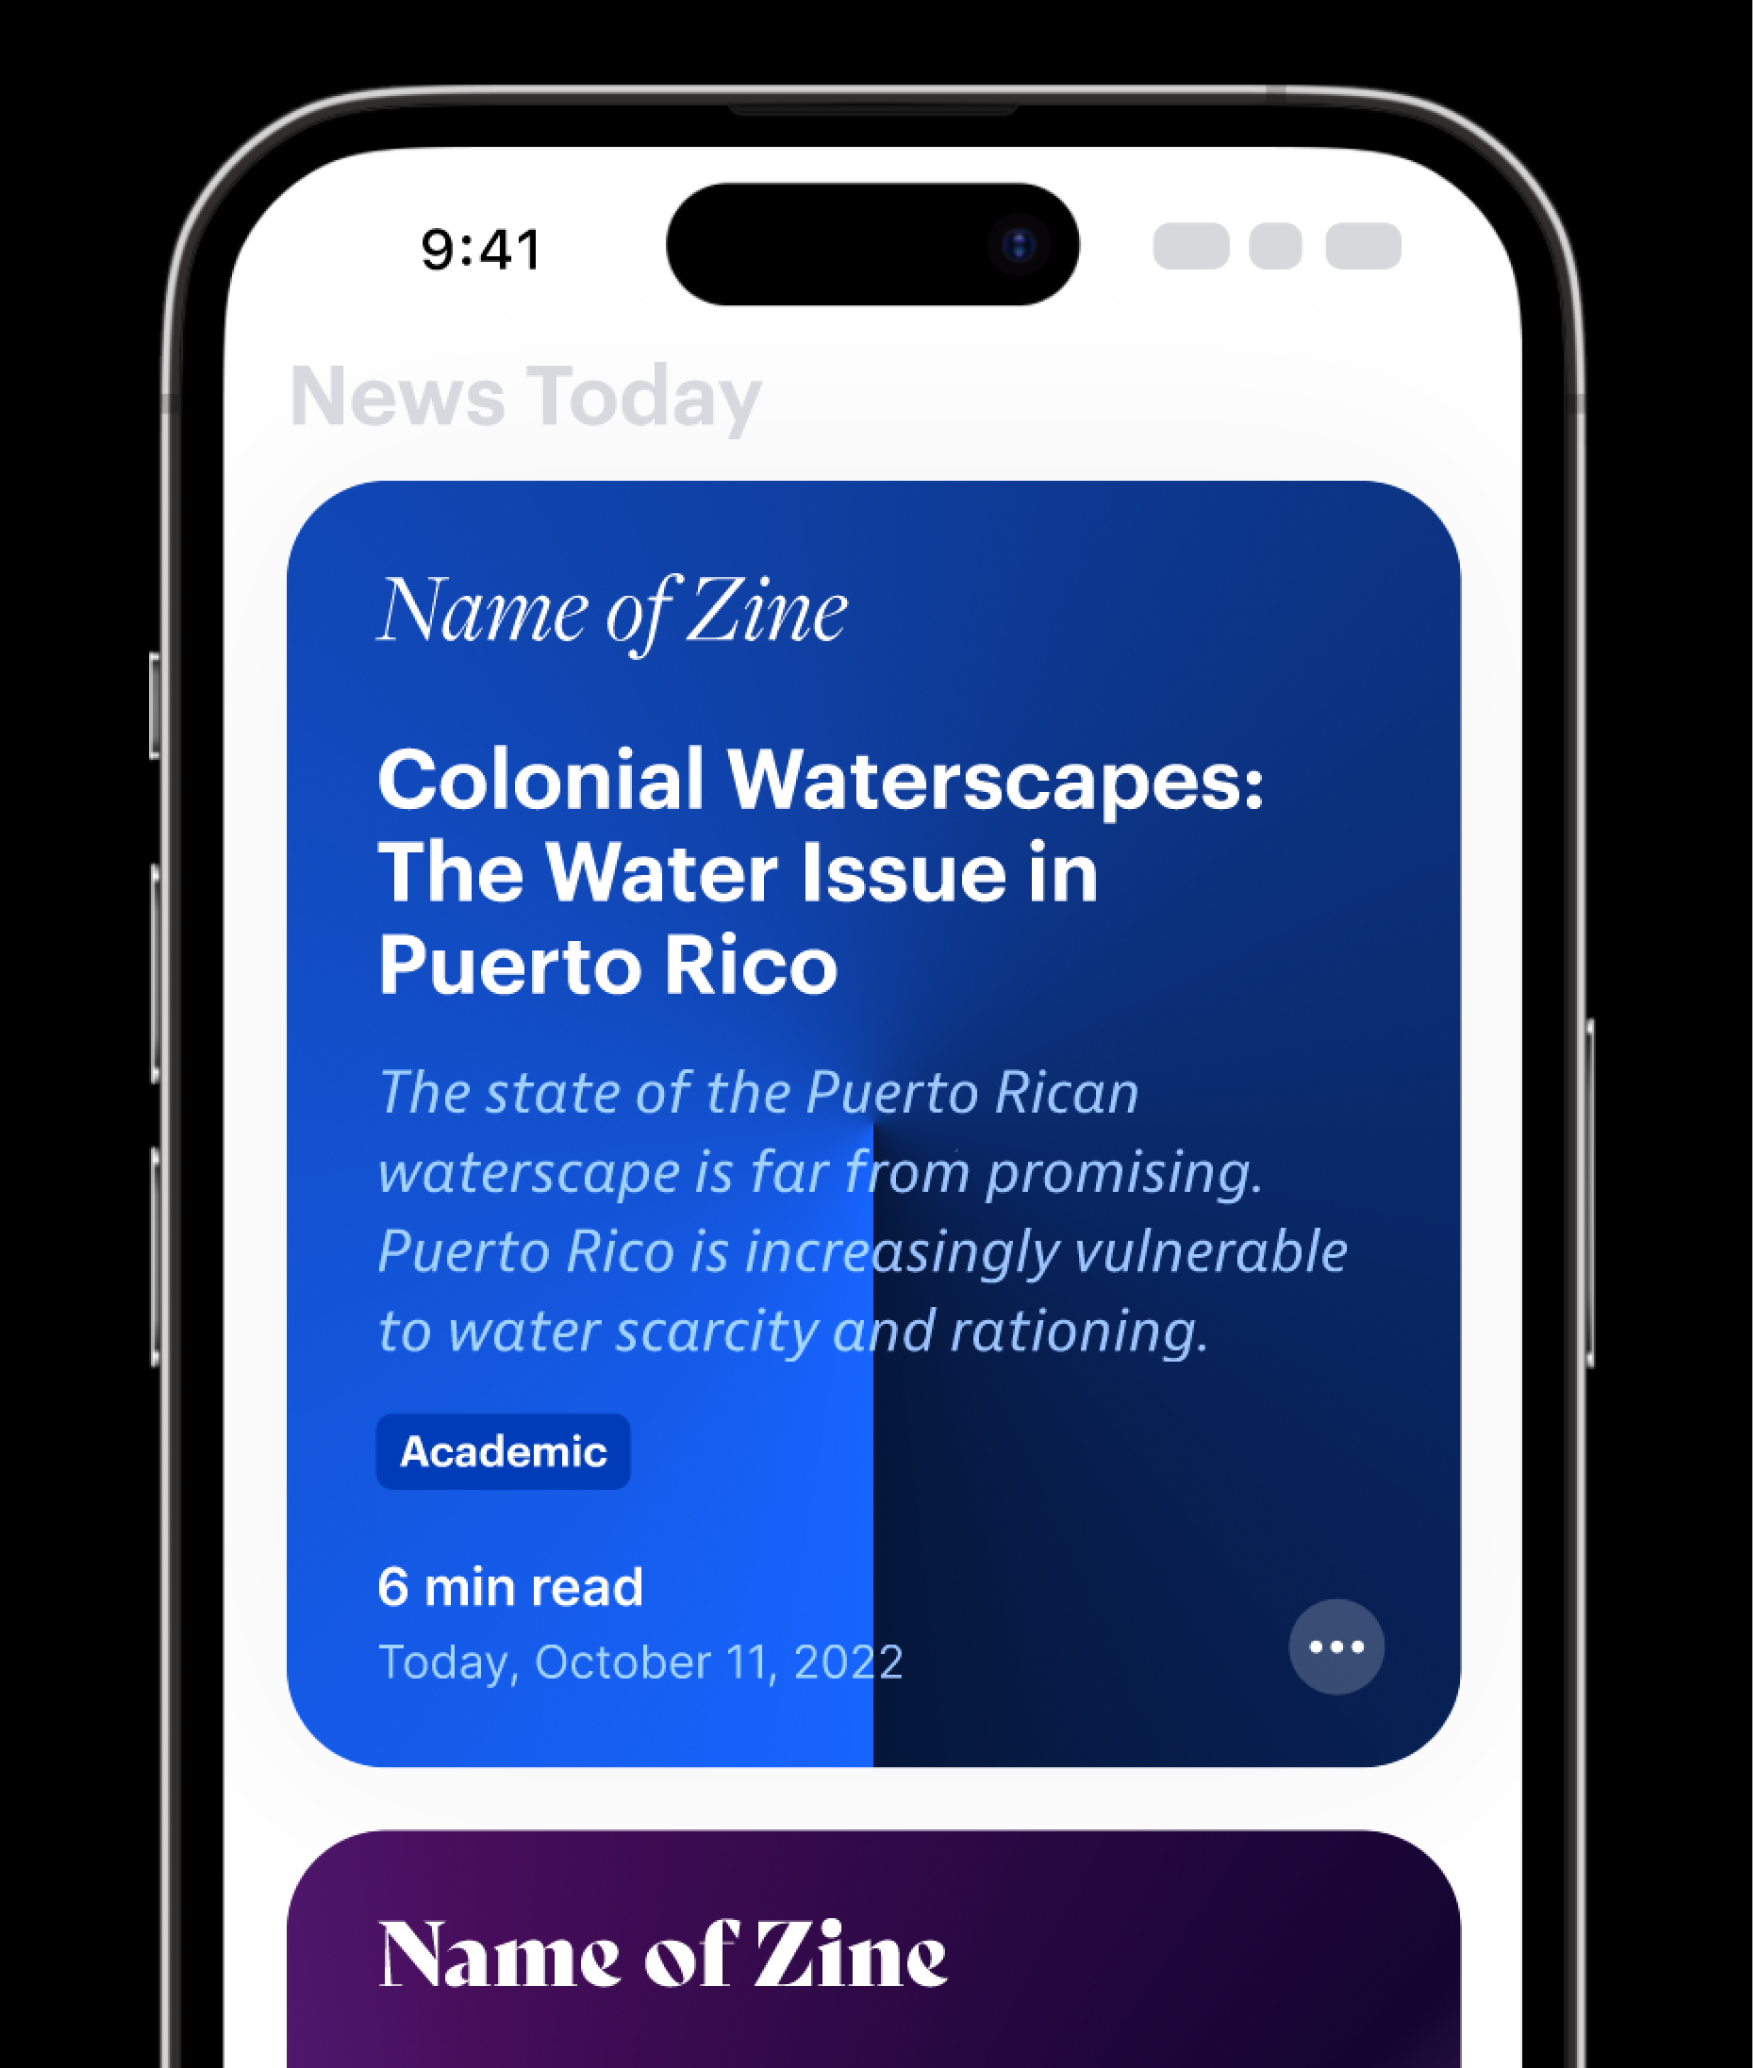 9:41
News Today
Name of Zine
Colonial Waterscapes:
The Water Issue in
Puerto Rico
The state of the Puerto Rican
waterscape is far from promising.
Puerto Rico is increasingly vulnerable
to water scarcity and rationing.
Academic
6 min read
Today, October 11, 2022
Name of Zine